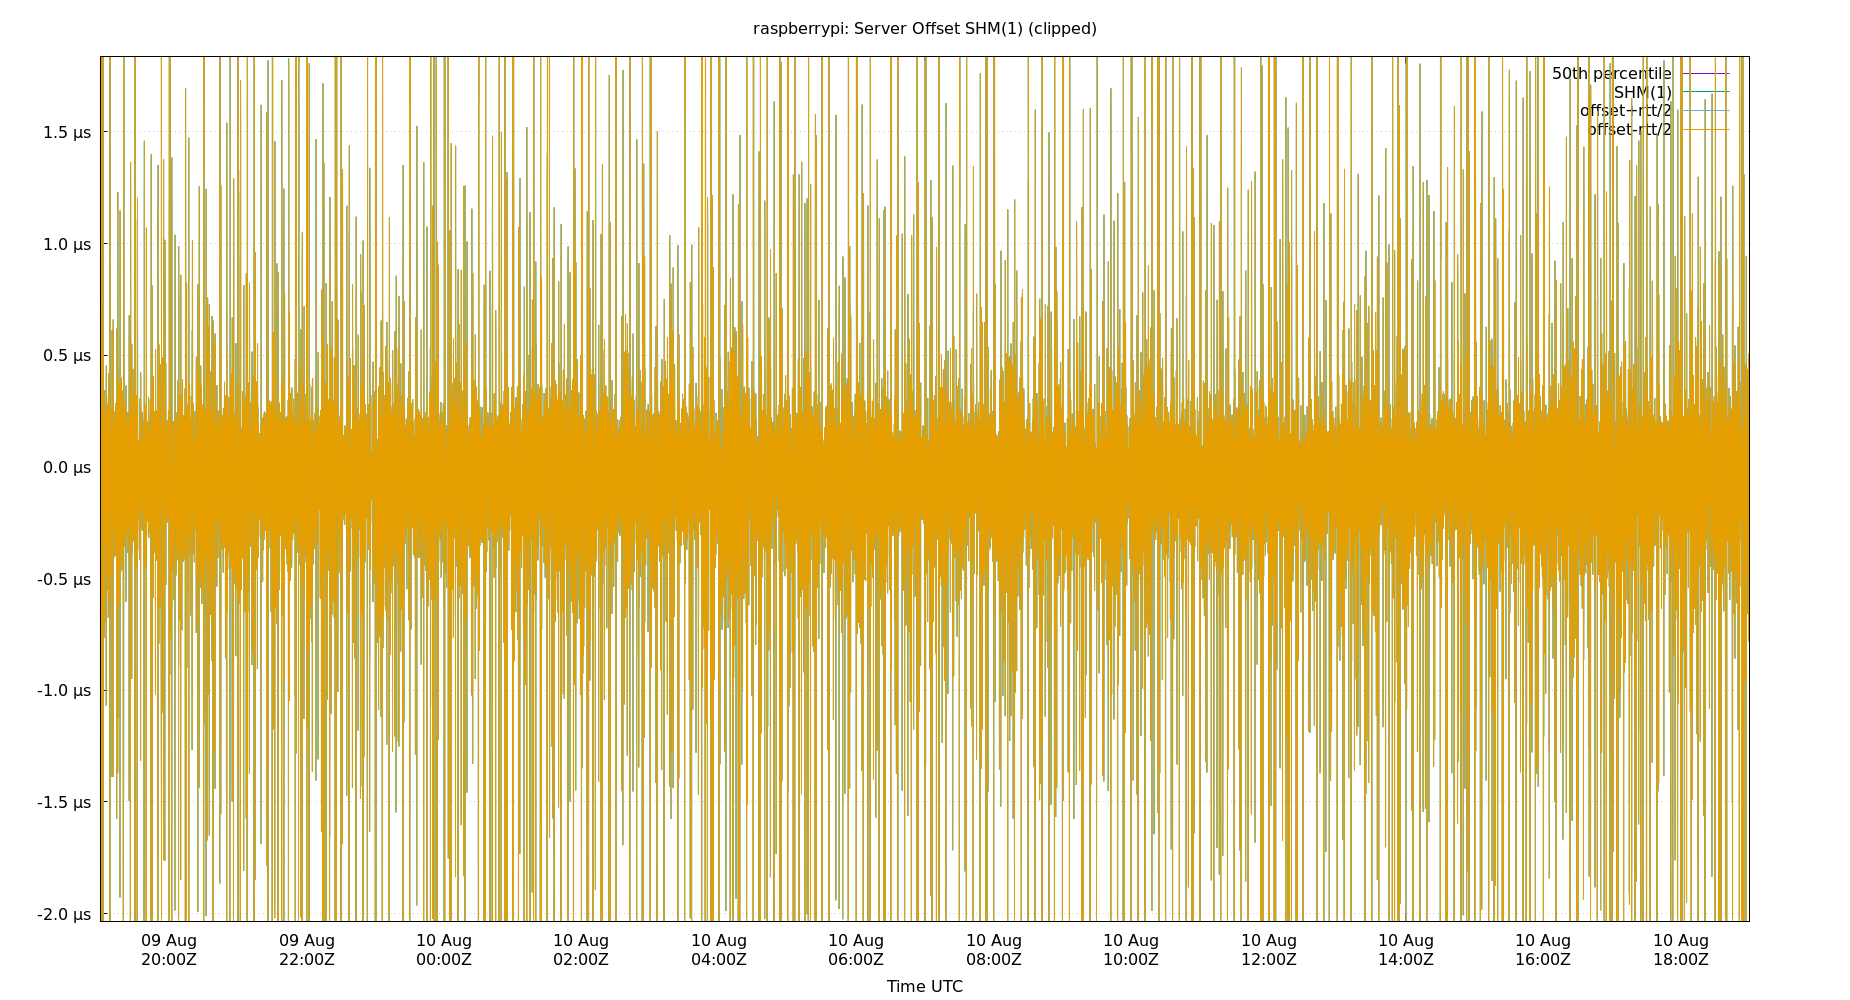 raspberrypi: Server Offset SHM(1) (clipped)
50th percentile
SHM(1)
offset+rtt/2
offset-rtt/2
1.5 µs
1.0 µs
0.5 µs
0.0 µs
-0.5 µs
-1.0 µs
-1.5 µs
-2.0 µs
09 Aug 09 Aug 10 Aug 10 Aug 10 Aug 10 Aug 10 Aug 10 Aug 10 Aug 10 Aug 10 Aug 10 Aug
20:00Z 22:00Z 00:00Z 02:00Z 04:00Z 06:00Z 08:00Z 10:00Z 12:00Z 14:00Z 16:00Z 18:00Z
Time UTC